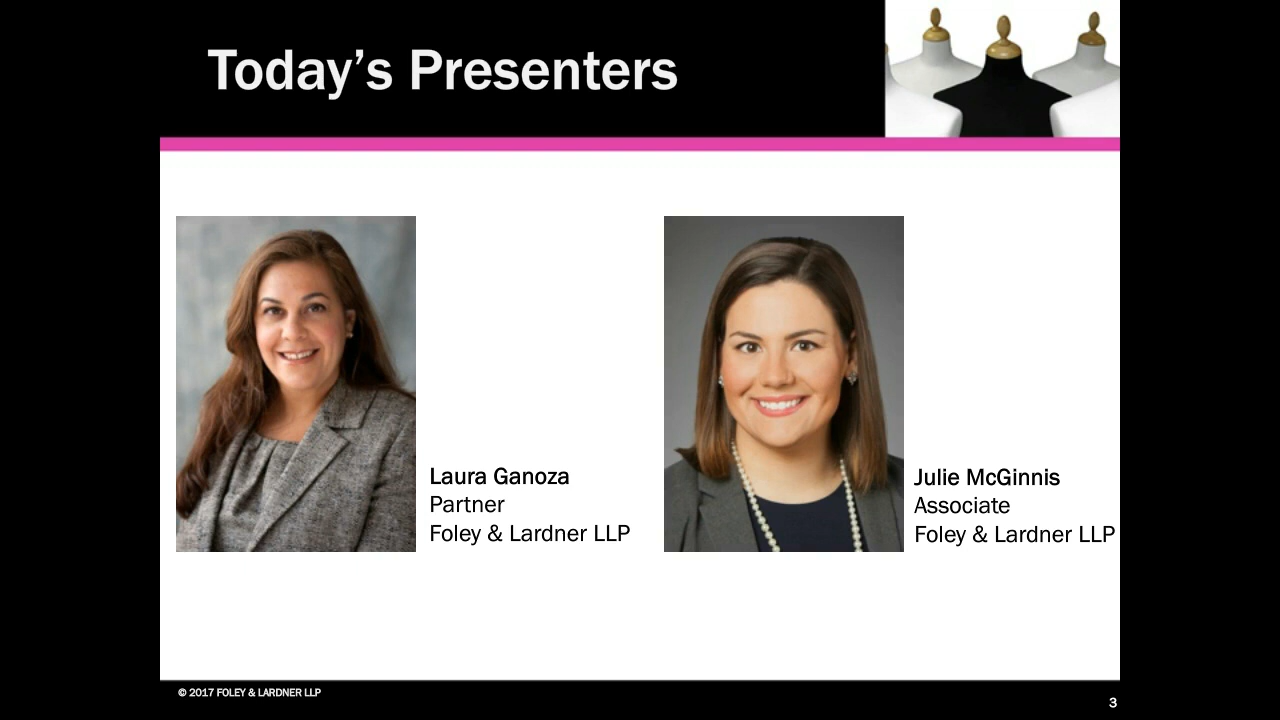 Today’s Presenters
Laura Ganoza
Partner
Foley & Lardner LLP
Julie McGinnis
Associate
Foley & Lardner LLP
© 2017 FOLEY & LARDNER LLP
3